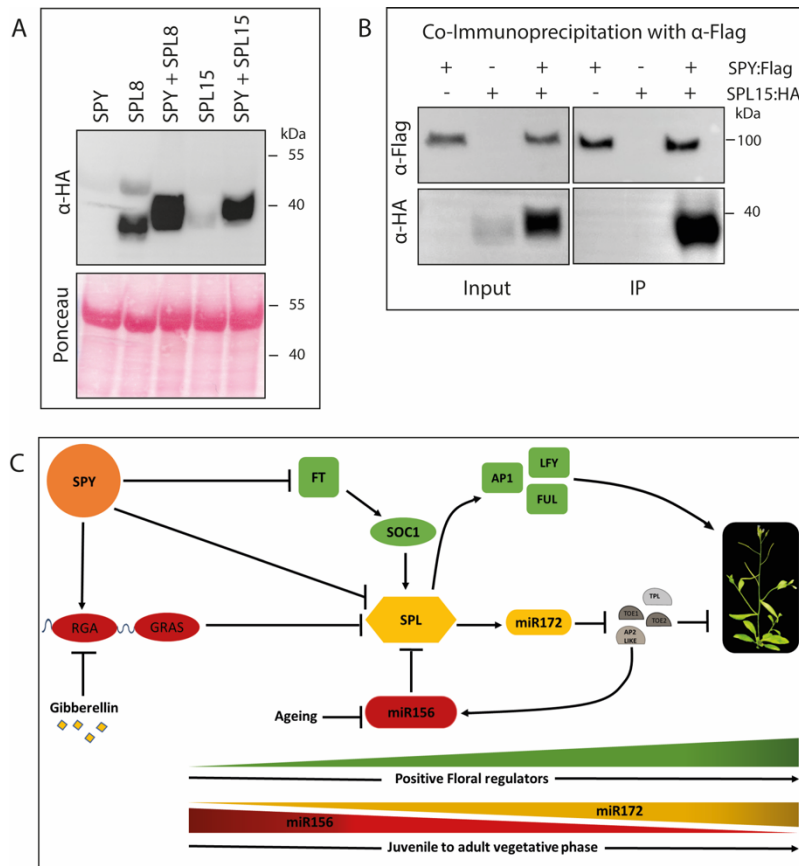 A
SPY
SPL8
SPY + SPL8
SPL15
SPY + SPL15
kDa
α-HA
55
40
Ponceau
55
40
B
Co-Immunoprecipitation with α-Flag
+ - + + - + SPY:Flag
- + + - + + SPL15:HA
kDa
α-Flag
100
α-HA
40
Input IP
C
SPY
FT
SOC1
AP1
LFY
FUL
RGA
GRAS
SPL
miR172
TPL
TOE1
TOE2
AP2
LIKE
Gibberellin
Ageing
miR156
Positive Floral regulators
miR172
miR156
Juvenile to adult vegetative phase